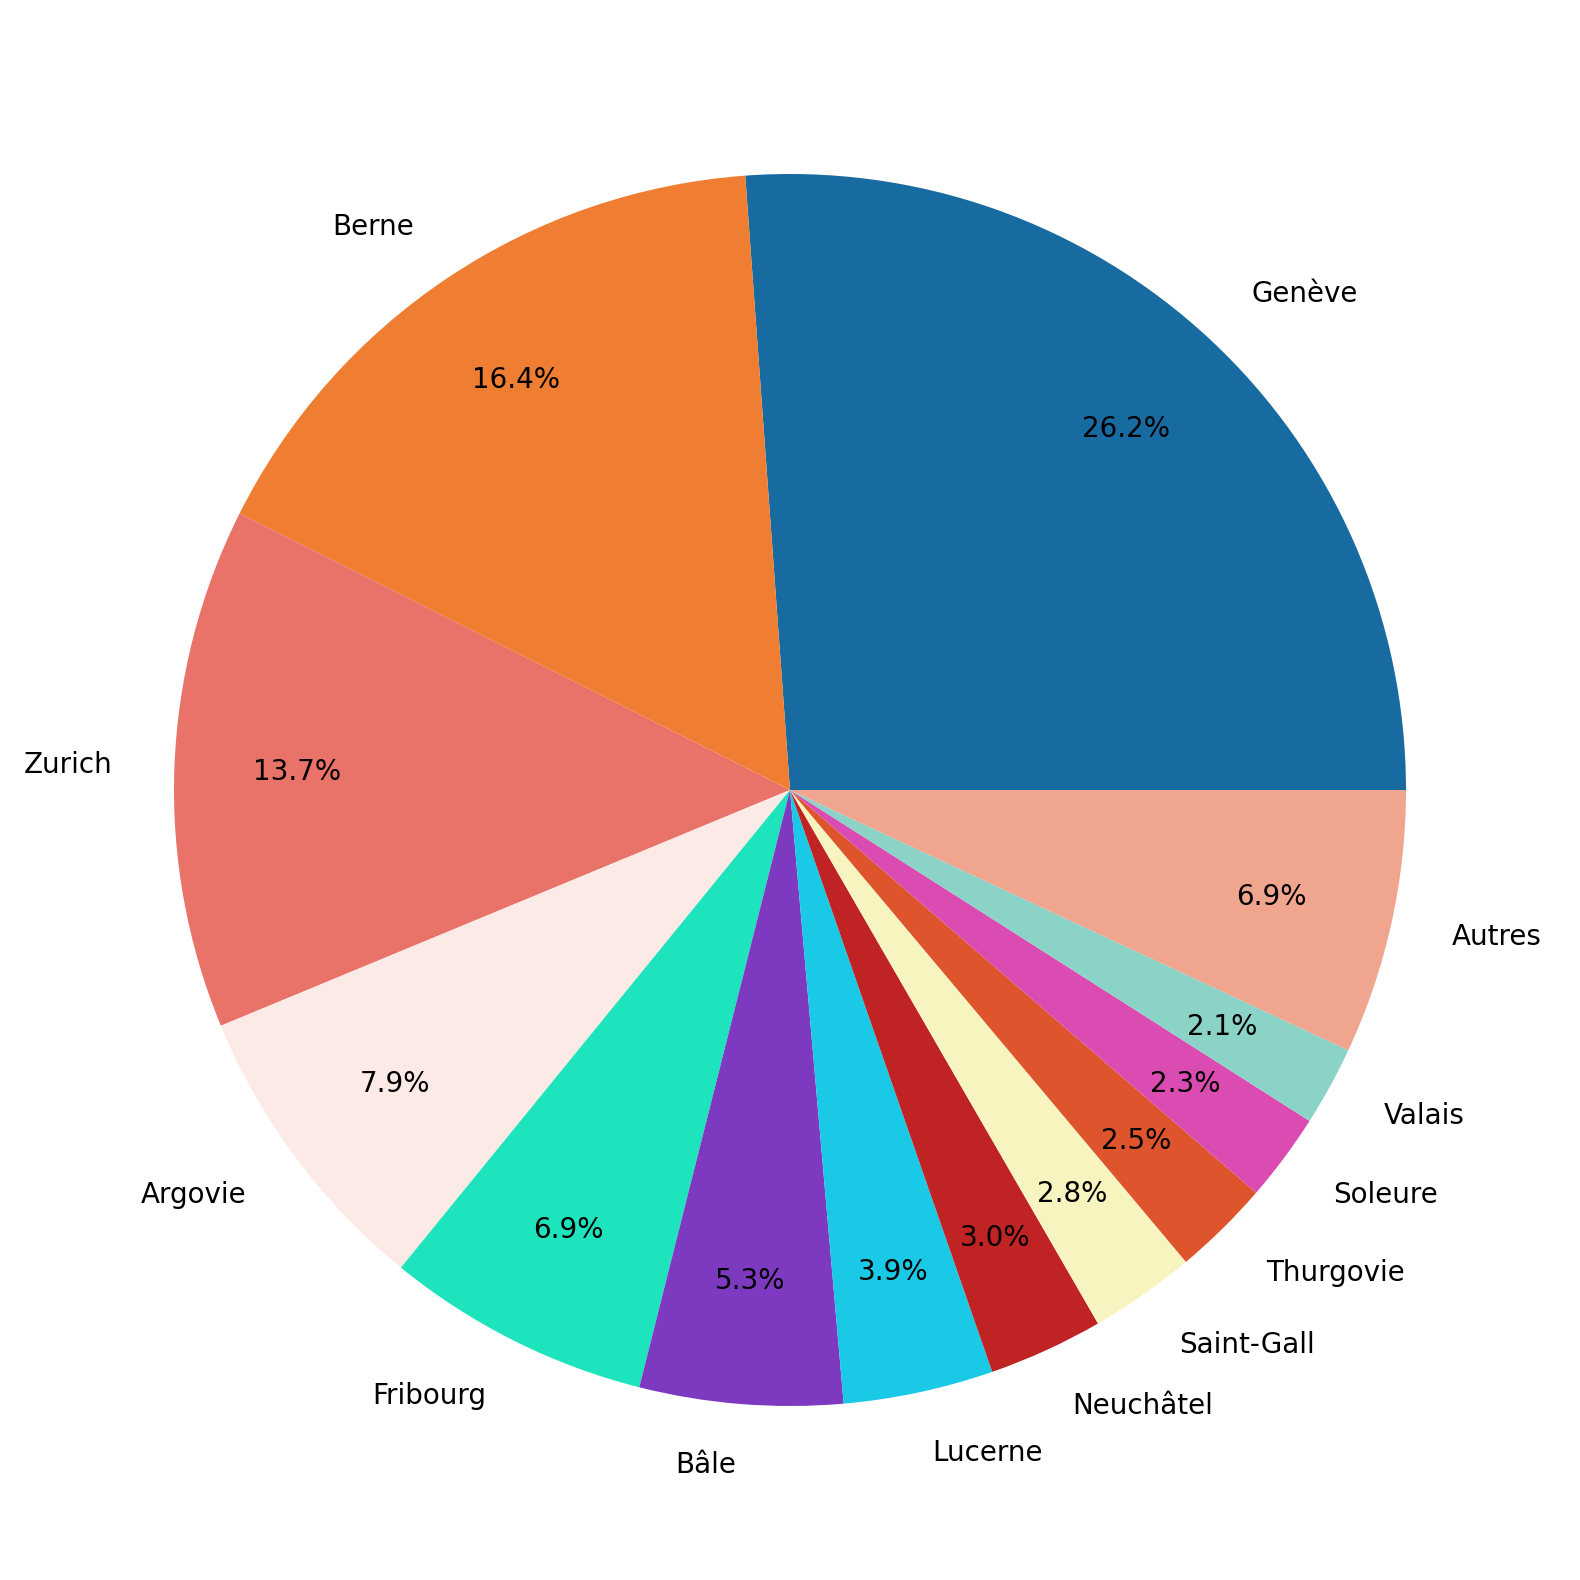 Berne
Genève
16.4%
26.2%
Zurich
13.7%
6.9%
Autres
7.9%
2.1%
2.3%
Valais
2.5%
Argovie
2.8%
Soleure
6.9%
3.0%
5.3%
3.9%
Thurgovie
Saint-Gall
Fribourg
Neuchâtel
Lucerne
Bâle